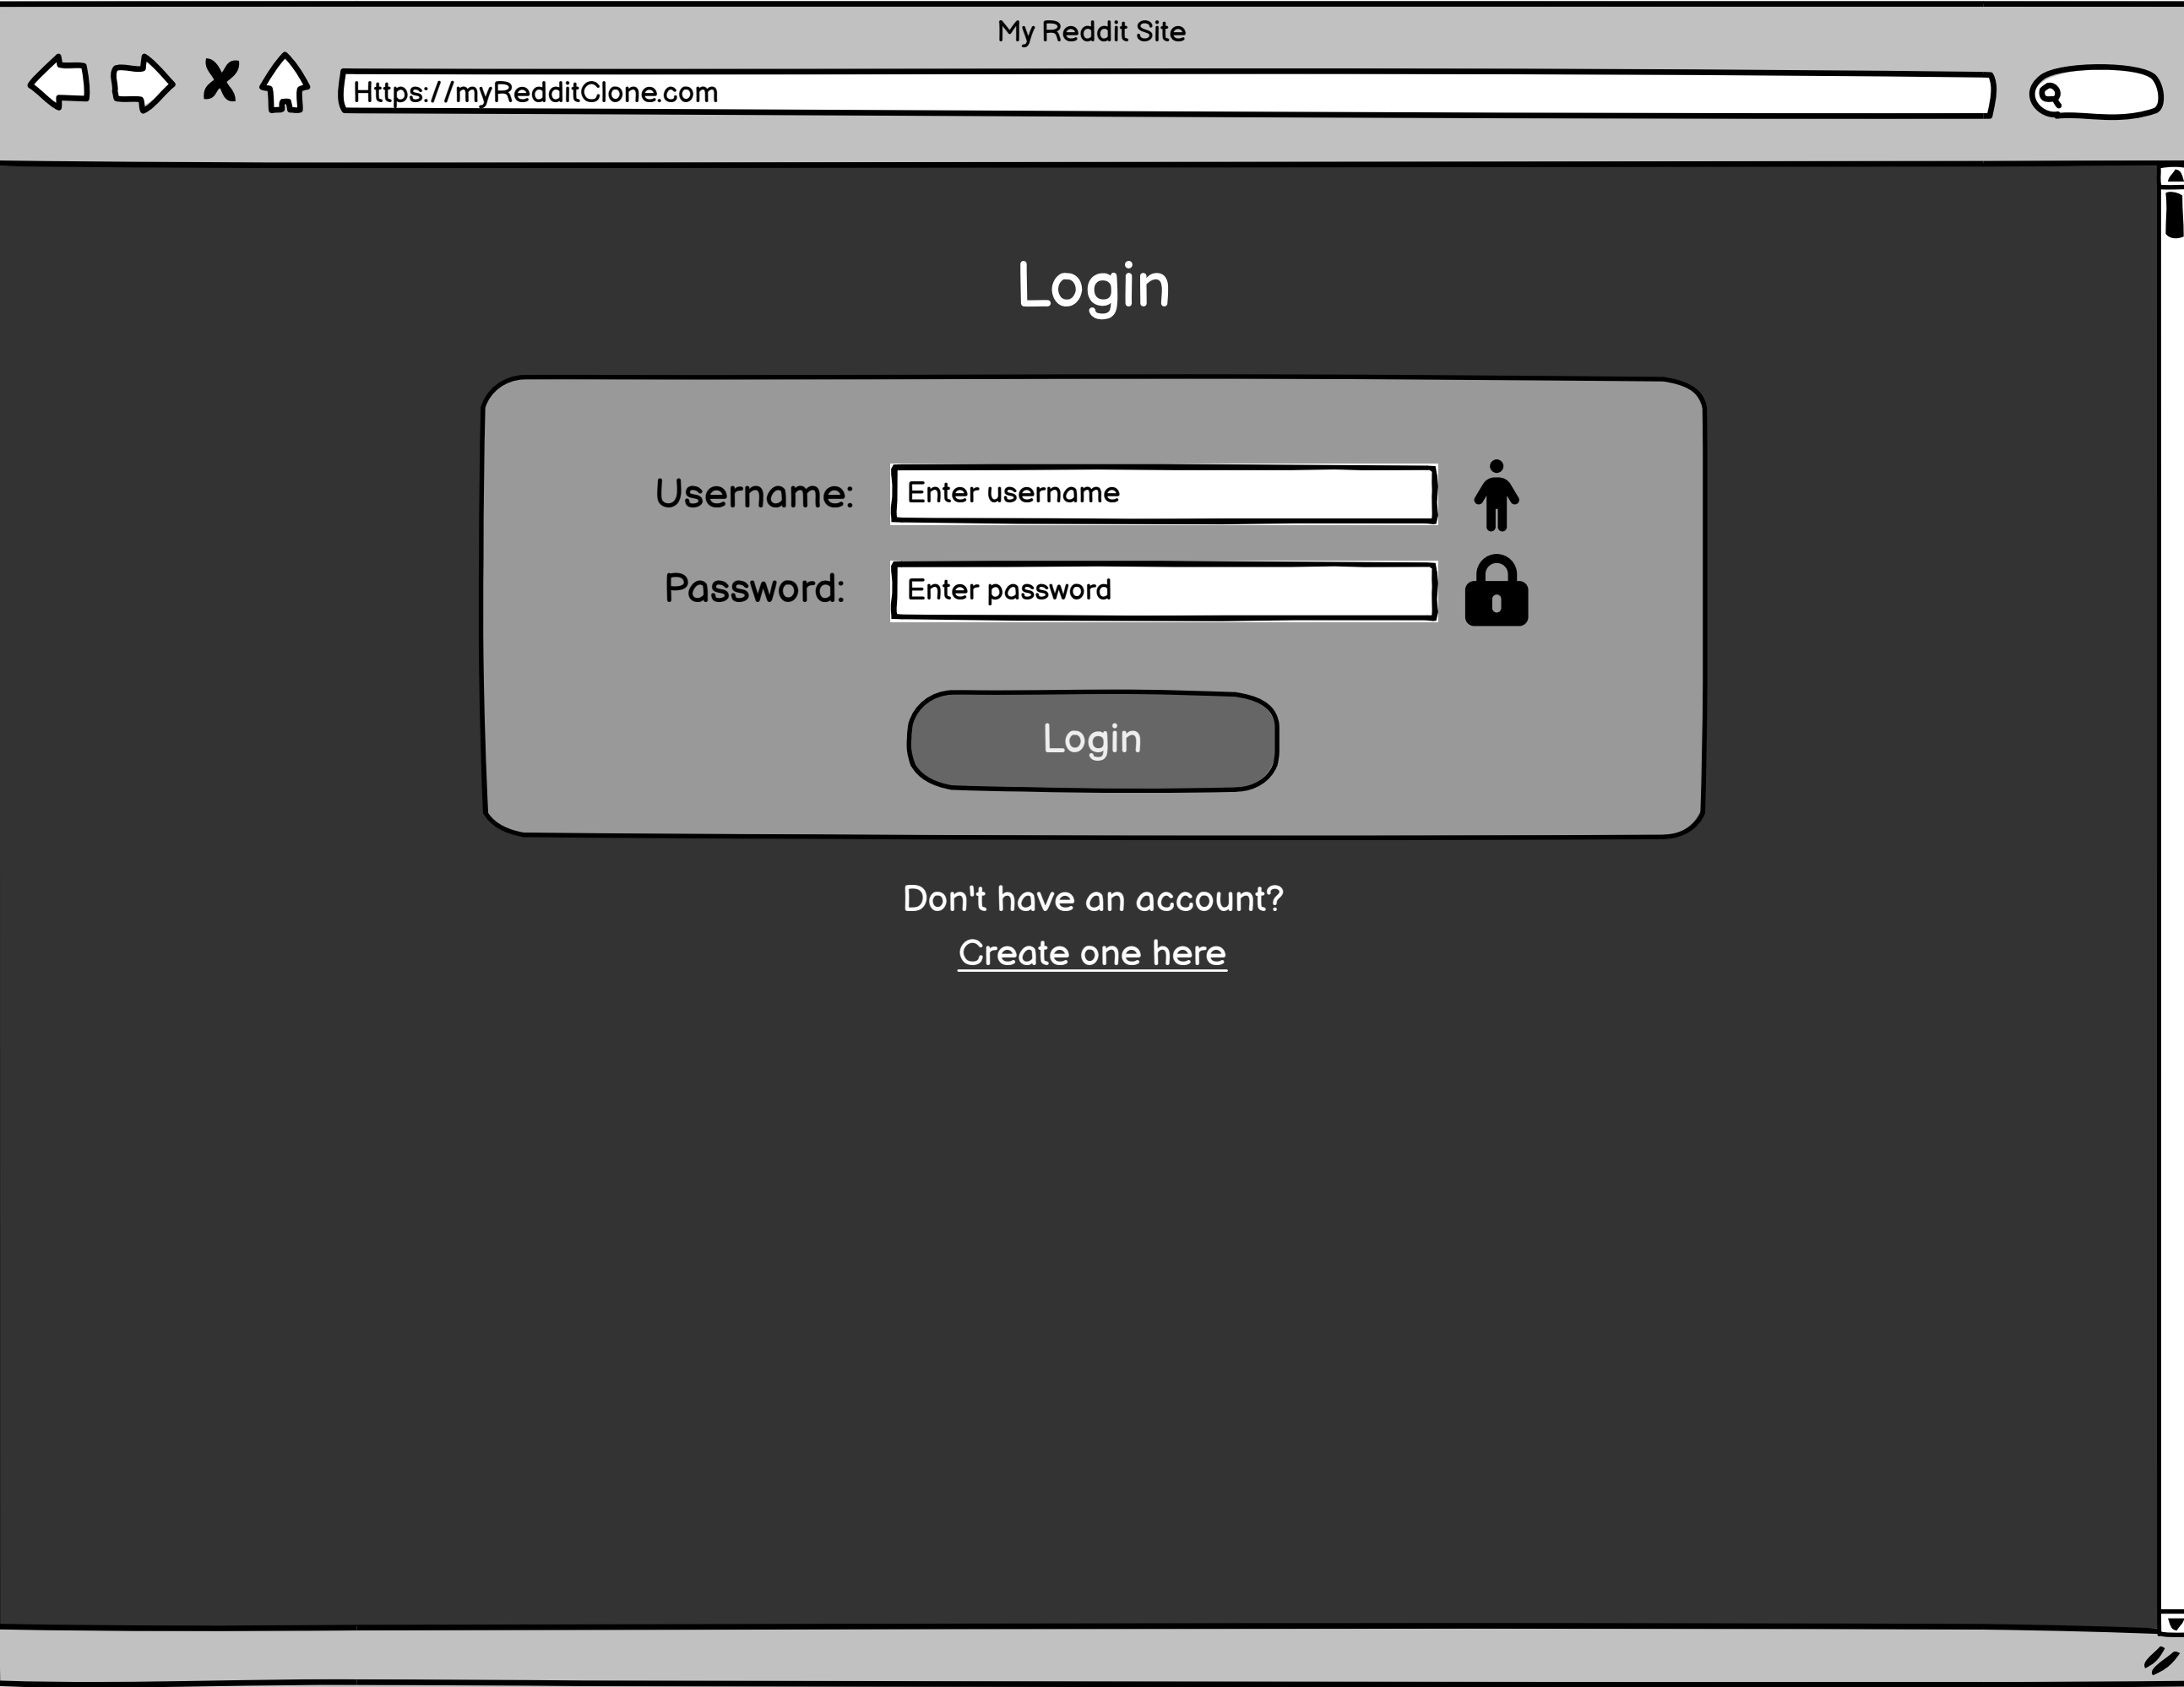 My Reddit Site
Https://myRedditClone.com
Login
Username:
Enter username
Password:
Enter password
Login
Don't have an account?
Create one here